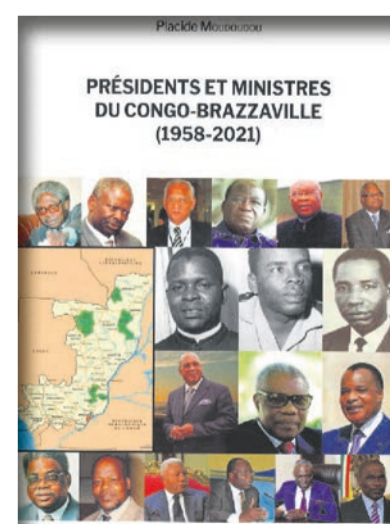 Placide Moudoudou
PRÉSIDENTS ET MINISTRES
DU CONGO-BRAZZAVILLE
(1958-2021)